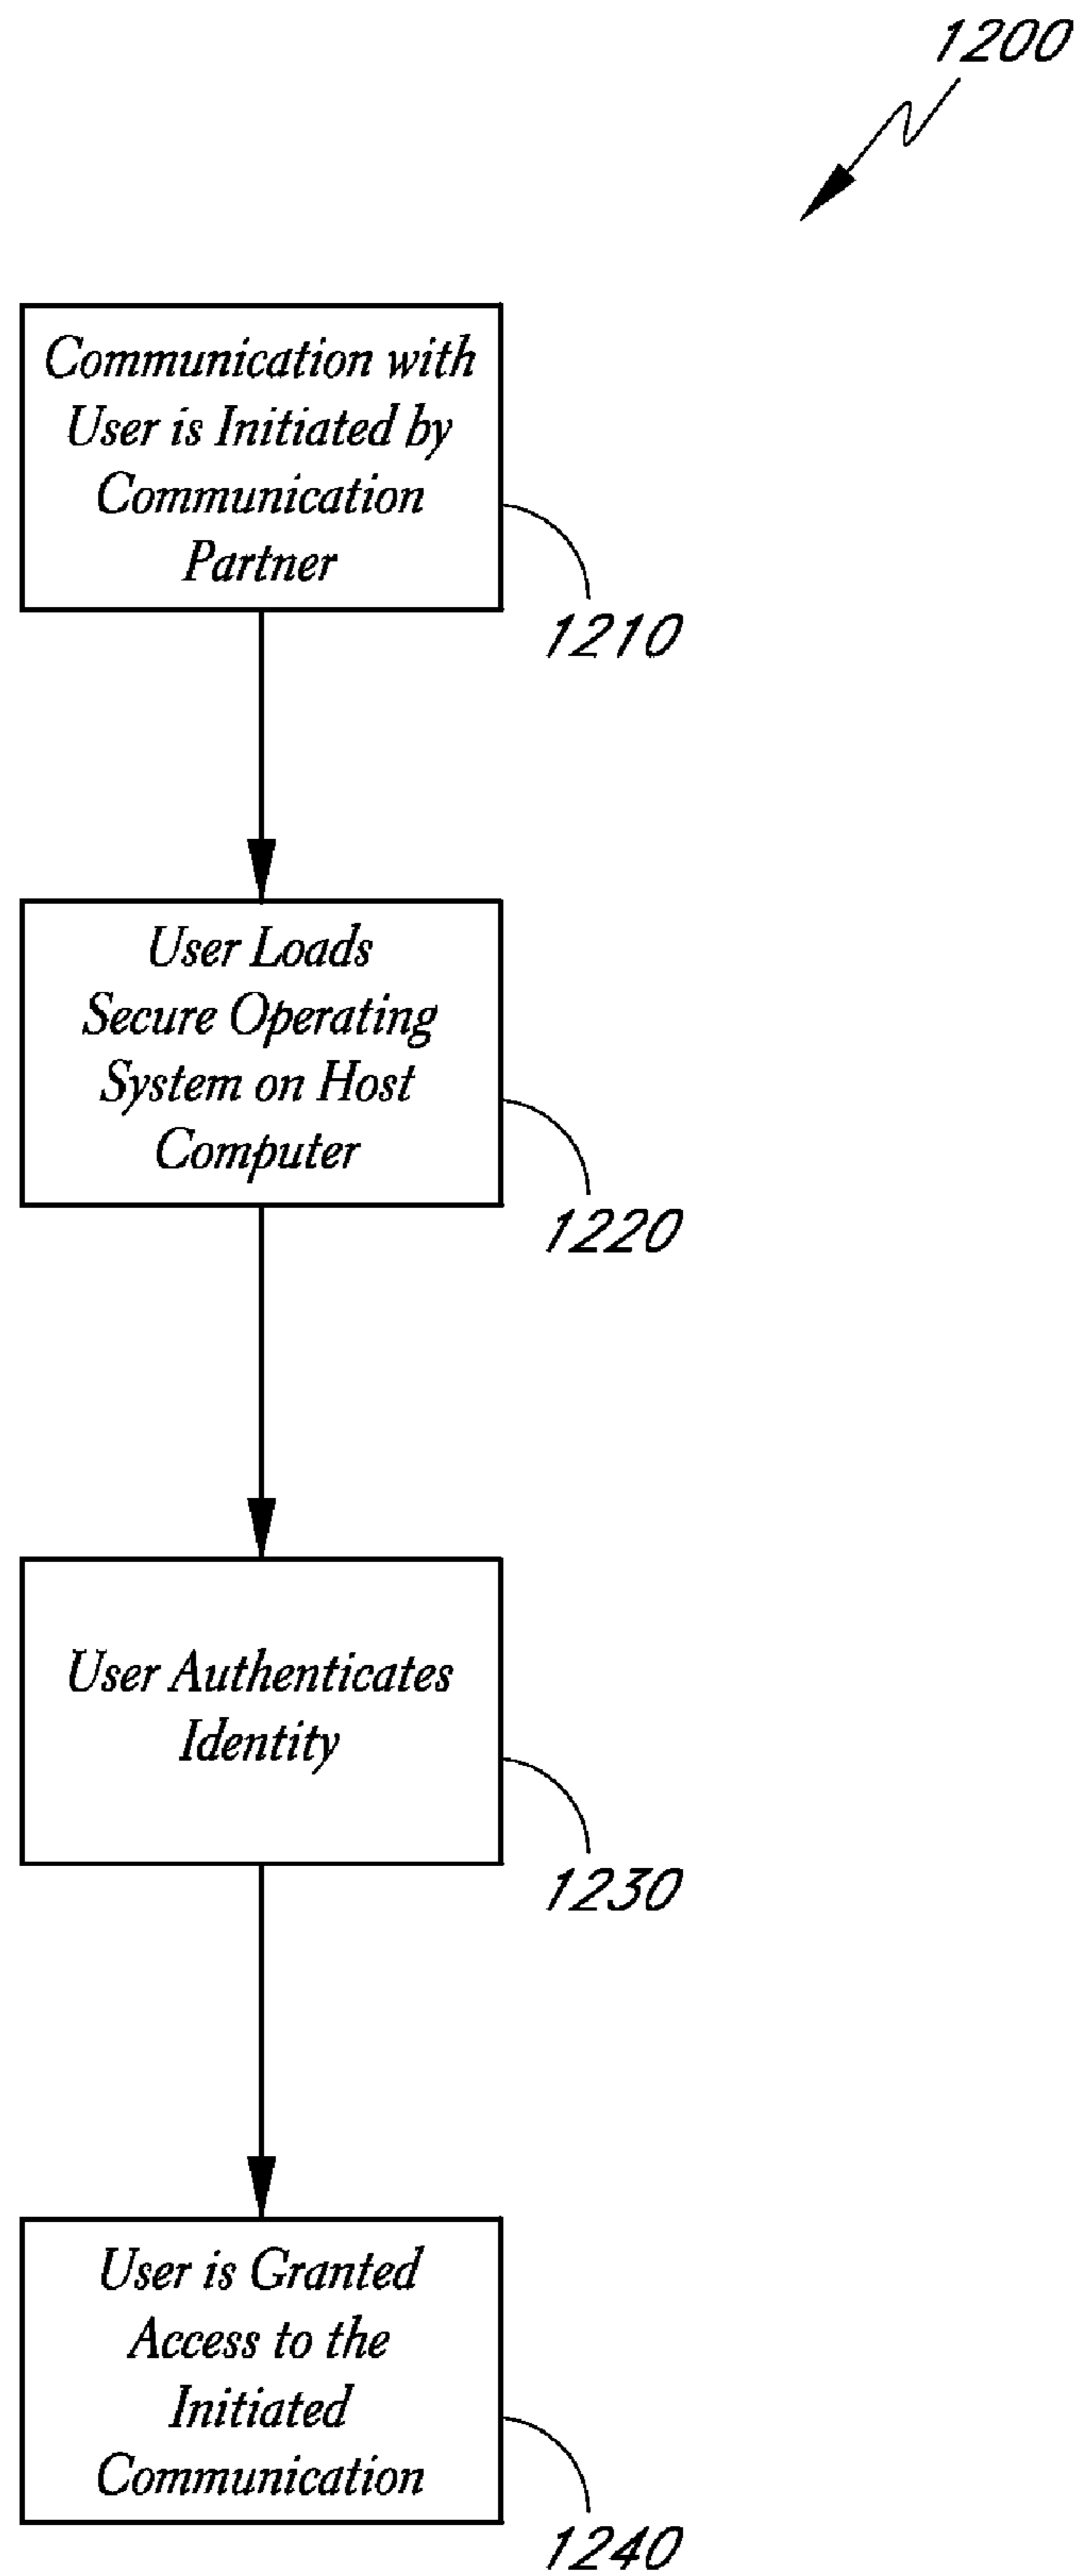 1200
Communication with
User is Initiated by
Communication
Partner
1210
User Loads
Secure Operating
System on Host
Computer
1220
User Authenticates
Identity
1230
User is Granted
Access to the
Initiated
Communication
1240